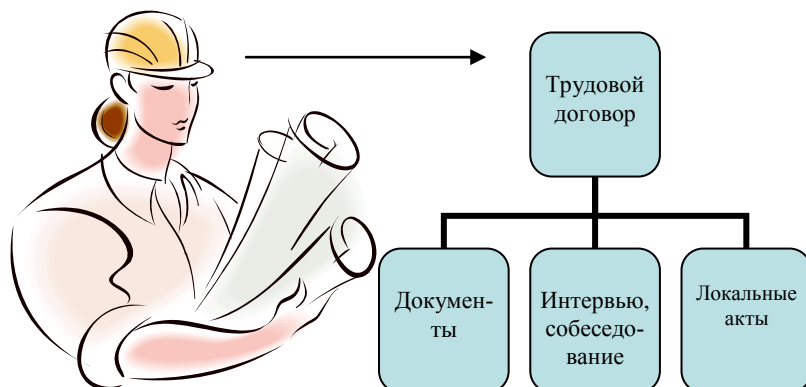 Трудовой
договор
Докумен-
ты
Интервью,
собеседо-
вание
Локальные
акты